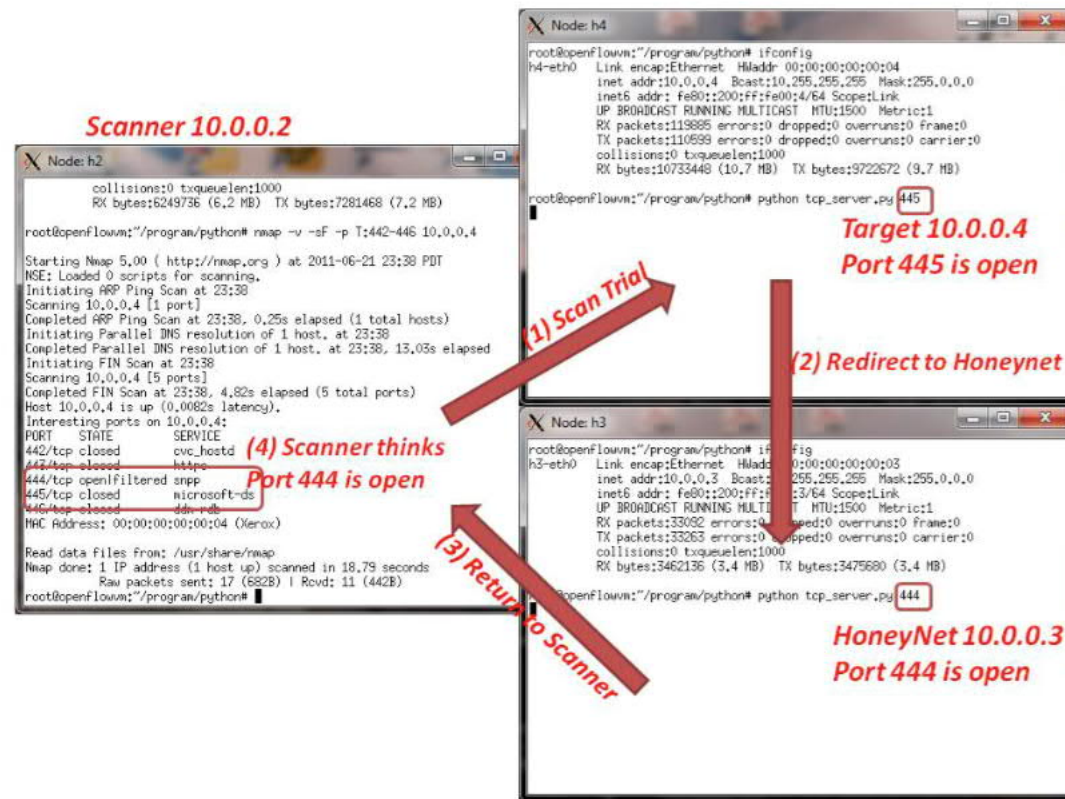 Scanner 10.0.0.2
Node: h2
collisions:0 txqueuelen:1000
RX bytes:6249736 (6.2 MB) TX bytes:7281468 (7.2 MB)
root@openflowvm:"/program/python# nmap -v -sF -p T:442-446 10.0.0.4
Starting Nmap 5.00 ( http://nmap.org ) at 2011-06-21 23:38 PDT
NSE: Loaded 0 scripts for scanning.
Initiating ARP Ping Scan at 23:38
Scanning 10.0.0.4 [1 port]
Completed ARP Ping Scan at 23:38, 0.25s elapsed (1 total hosts)
Initiating Parallel DNS resolution of 1 host. at 23:38
Completed Parallel DNS resolution of 1 host. at 23:38, 13.03s elapsed
Initiating FIN Scan at 23:38
Scanning 10.0.0.4 [5 ports]
Completed FIN Scan at 23:38, 4.82s elapsed (5 total ports)
Host 10.0.0.4 is up (0.0082s latency).
Interesting ports on 10.0.0.4:
PORT STATE SERVICE
442/tcp closed cvc_hostd
443/tcp closed https
444/tcp open|filtered snpp
445/tcp closed microsoft-ds
446/tcp closed ddm-rdb
MAC Address: 00:00:00:00:00:04 (Xerox)
Read data files from: /usr/share/nmap
Nmap done: 1 IP address (1 host up) scanned in 18.79 seconds
Raw packets sent: 17 (682B) | Rcvd: 11 (442B)
root@openflowvm:"/program/python#
(4) Scanner thinks
Port 444 is open
(1) Scan Trial
Node: h4
root@openflowvm:"/program/python# ifconfig
h4-eth0 Link encap:Ethernet HWaddr 00:00:00:00:00:04
inet addr:10.0.0.4 Bcast:10.255.255.255 Mask:255.0.0.0
inet6 addr: fe80::200:ff:fe00:4/64 Scope:Link
UP BROADCAST RUNNING MULTICAST MTU:1500 Metric:1
RX packets:119885 errors:0 dropped:0 overruns:0 frame:0
TX packets:110599 errors:0 dropped:0 overruns:0 carrier:0
collisions:0 txqueuelen:1000
RX bytes:10733448 (10.7 MB) TX bytes:9722672 (9.7 MB)
root@openflowvm:"/program/python# python tcp_server.py 445
Target 10.0.0.4
Port 445 is open
(2) Redirect to Honeynet
Node: h3
h3-eth0 Link encap:Ethernet
inet addr:10.0.0.3
inet6 addr: Scope:Link
UP BROADCAST RUNNING MTU:1500 Metric:1
RX packets:33092 errors:0 overruns:0 frame:0
TX packets:33263 errors:0 overruns:0 carrier:0
collisions:0 txqueuelen:1000
RX bytes:3462136 (3.4 MB) TX bytes:3475680 (3.4 MB)
python tcp_server.py 444
(3) Return to Scanner
HoneyNet 10.0.0.3
Port 444 is open